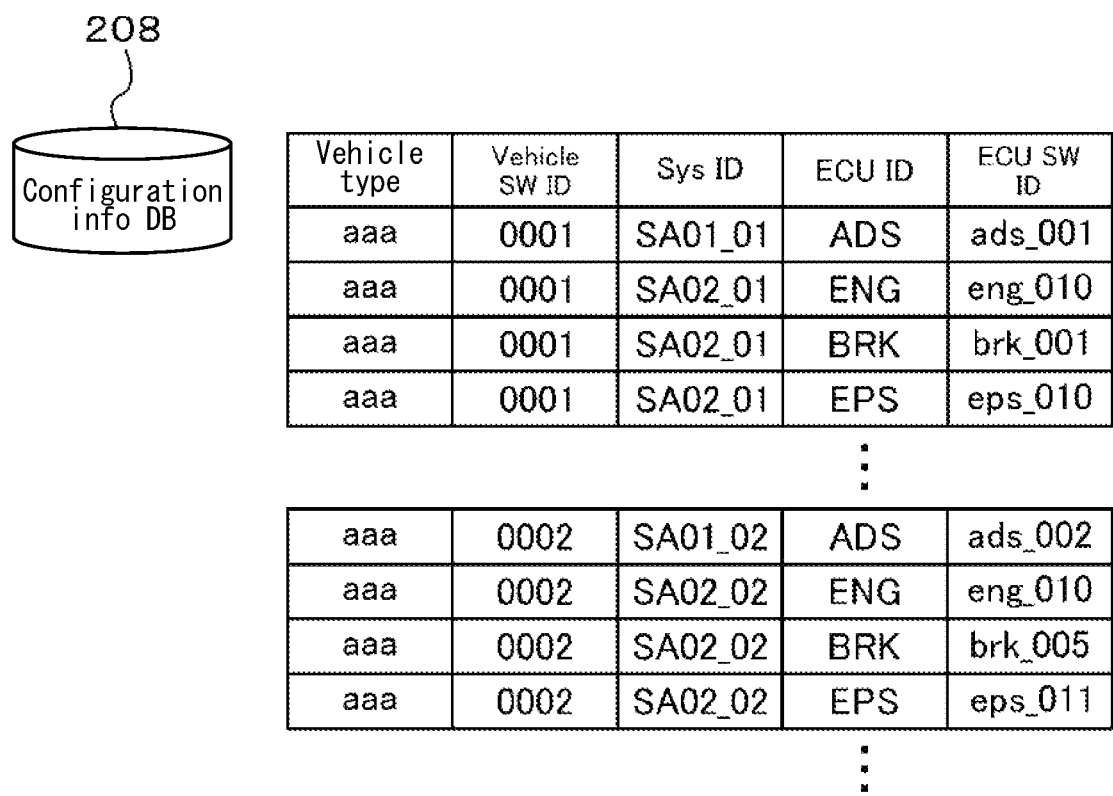 208
Configuration
info DB
Vehicle type Vehicle SW ID Sys ID ECU ID ECU SW ID
aaa 0001 SA01_01 ADS ads_001
aaa 0001 SA02_01 ENG eng_010
aaa 0001 SA02_01 BRK brk_001
aaa 0001 SA02_01 EPS eps_010
aaa 0002 SA01_02 ADS ads_002
aaa 0002 SA02_02 ENG eng_010
aaa 0002 SA02_02 BRK brk_005
aaa 0002 SA02_02 EPS eps_011